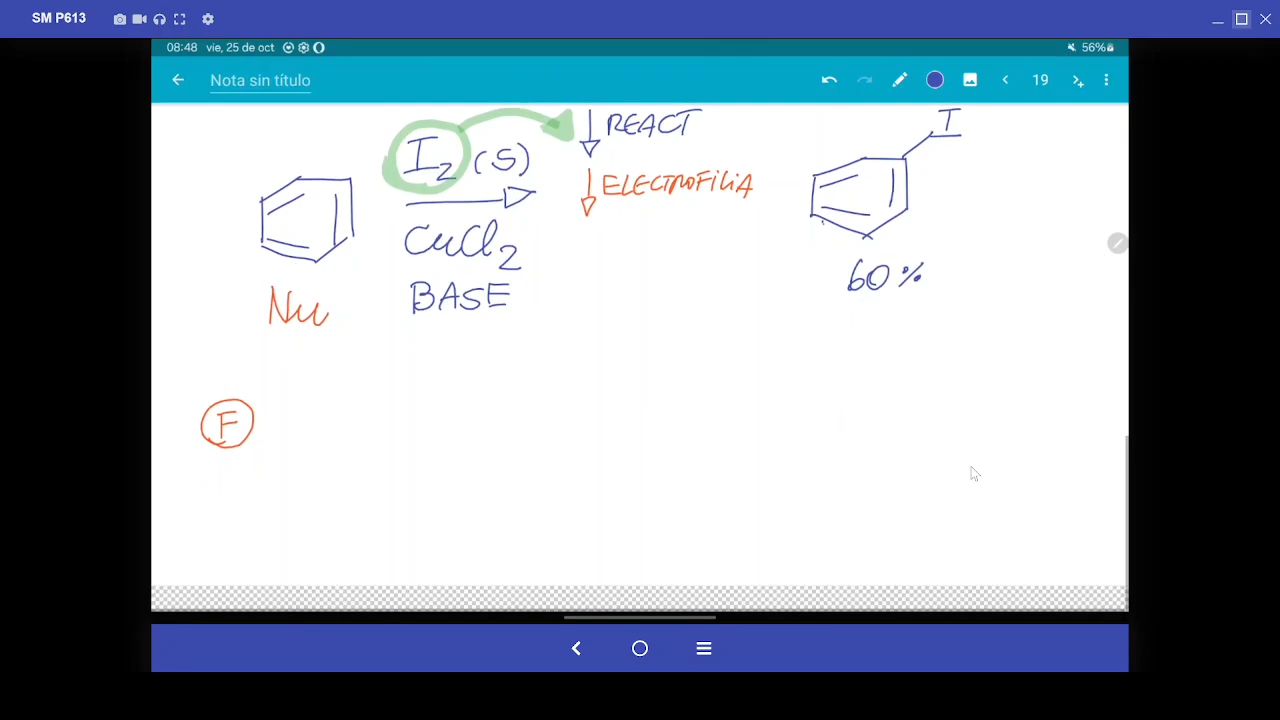 SM P613
08:48 vie, 25 de oct
56%
Nota sin título
19
I₂ (S)
↓ REACT
↓ ELECTROFILIA
CuCl₂
BASE
Nu
I
60%
F